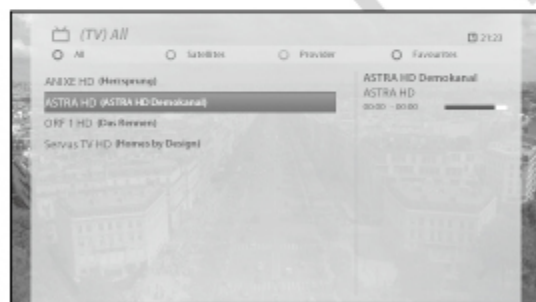 (TV) All
21:23
All Satellites Provider Favourites
ANIXE HD (Herzsprung)
ASTRA HD (ASTRA HD Demokanal)
ORF 1 HD (Das Rennen)
Servus TV HD (Homes by Design)
ASTRA HD Demokanal
ASTRA HD
00:00 - 00:00